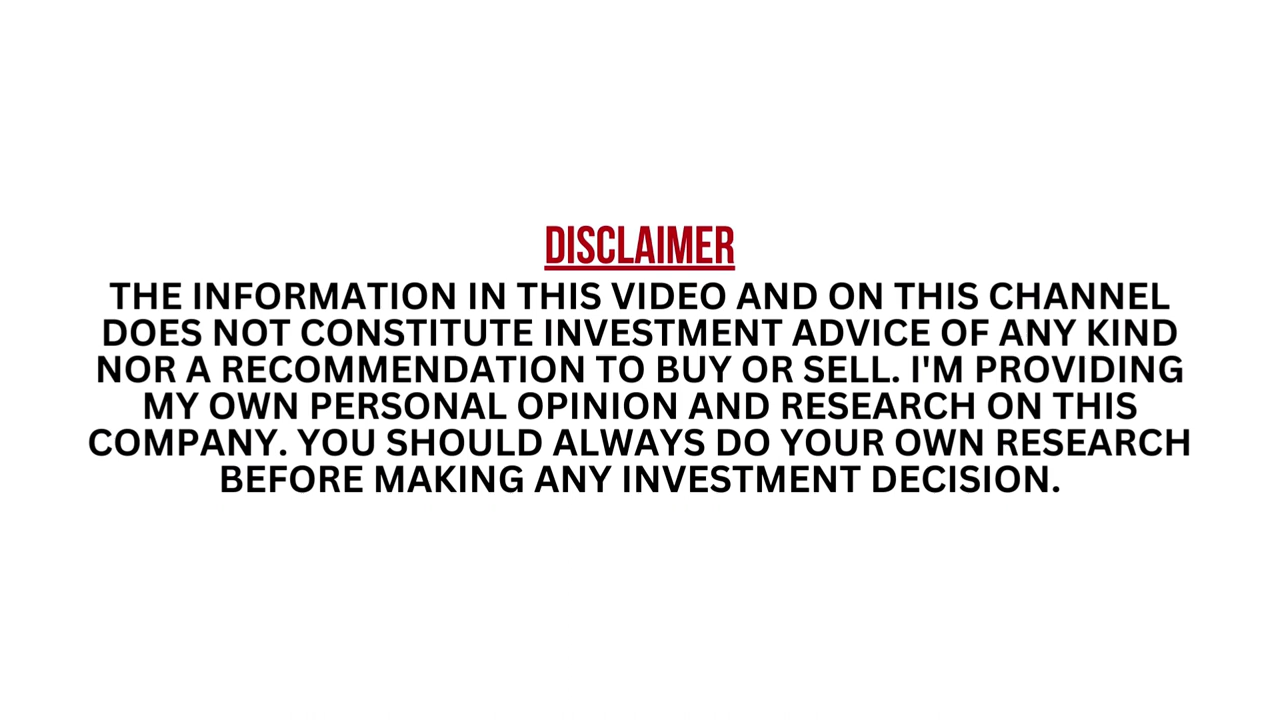 DISCLAIMER
THE INFORMATION IN THIS VIDEO AND ON THIS CHANNEL
DOES NOT CONSTITUTE INVESTMENT ADVICE OF ANY KIND
NOR A RECOMMENDATION TO BUY OR SELL. I'M PROVIDING
MY OWN PERSONAL OPINION AND RESEARCH ON THIS
COMPANY. YOU SHOULD ALWAYS DO YOUR OWN RESEARCH
BEFORE MAKING ANY INVESTMENT DECISION.